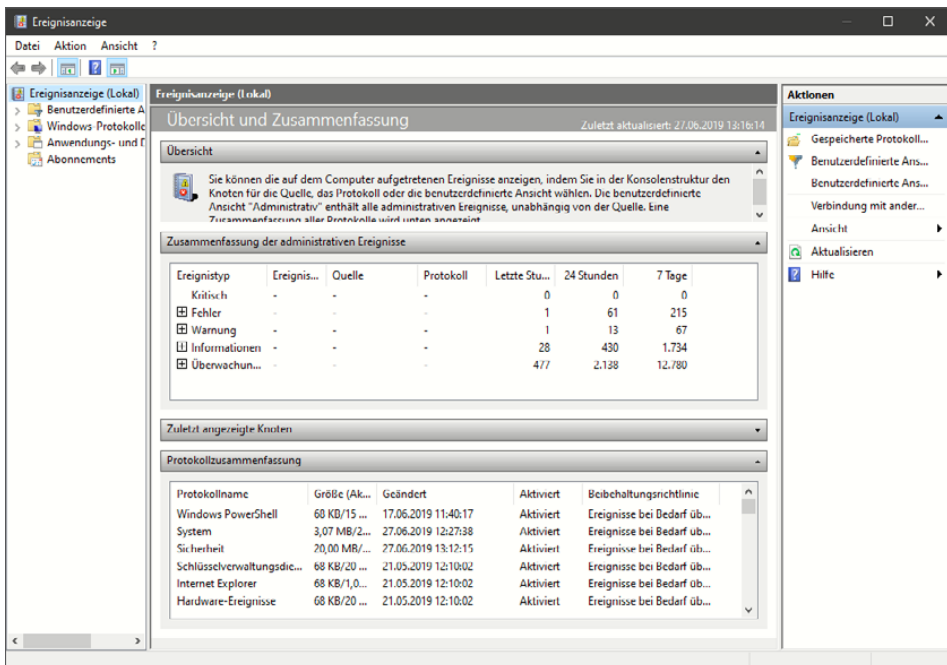 Ereignisanzeige
Datei Aktion Ansicht ?
Ereignisanzeige (Lokal)
Benutzerdefinierte A
Windows-Protokolle
Anwendungs- und D
Abonnements
Ereignisanzeige (Lokal)
Übersicht und Zusammenfassung Zuletzt aktualisiert: 27.06.2019 13:16:14
Übersicht
Sie können die auf dem Computer aufgetretenen Ereignisse anzeigen, indem Sie in der Konsolenstruktur den
Knoten für die Quelle, das Protokoll oder die benutzerdefinierte Ansicht wählen. Die benutzerdefinierte
Ansicht "Administrativ" enthält alle administrativen Ereignisse, unabhängig von der Quelle. Eine
Zusammenfassung aller Protokolle wird unten angezeigt
Zusammenfassung der administrativen Ereignisse
Ereignistyp Ereignis... Quelle Protokoll Letzte Stu... 24 Stunden 7 Tage
Kritisch - - - 0 0 0
Fehler - - - 1 61 215
Warnung - - - 1 13 67
Informationen - - - 28 430 1.734
Überwachun... - - - 477 2.138 12.780
Zuletzt angezeigte Knoten
Protokollzusammenfassung
Protokollname Größe (Ak... Geändert Aktiviert Beibehaltungsrichtlinie
Windows PowerShell 68 KB/15 ... 17.06.2019 11:40:17 Aktiviert Ereignisse bei Bedarf üb...
System 3,07 MB/2... 27.06.2019 12:27:38 Aktiviert Ereignisse bei Bedarf üb...
Sicherheit 20,00 MB/... 27.06.2019 13:12:15 Aktiviert Ereignisse bei Bedarf üb...
Schlüsselverwaltungsdie... 68 KB/20 ... 21.05.2019 12:10:02 Aktiviert Ereignisse bei Bedarf üb...
Internet Explorer 68 KB/1,0... 21.05.2019 12:10:02 Aktiviert Ereignisse bei Bedarf üb...
Hardware-Ereignisse 68 KB/20 ... 21.05.2019 12:10:02 Aktiviert Ereignisse bei Bedarf üb...
Aktionen
Ereignisanzeige (Lokal)
Gespeicherte Protokoll...
Benutzerdefinierte Ans...
Benutzerdefinierte Ans...
Verbindung mit ander...
Ansicht
Aktualisieren
Hilfe